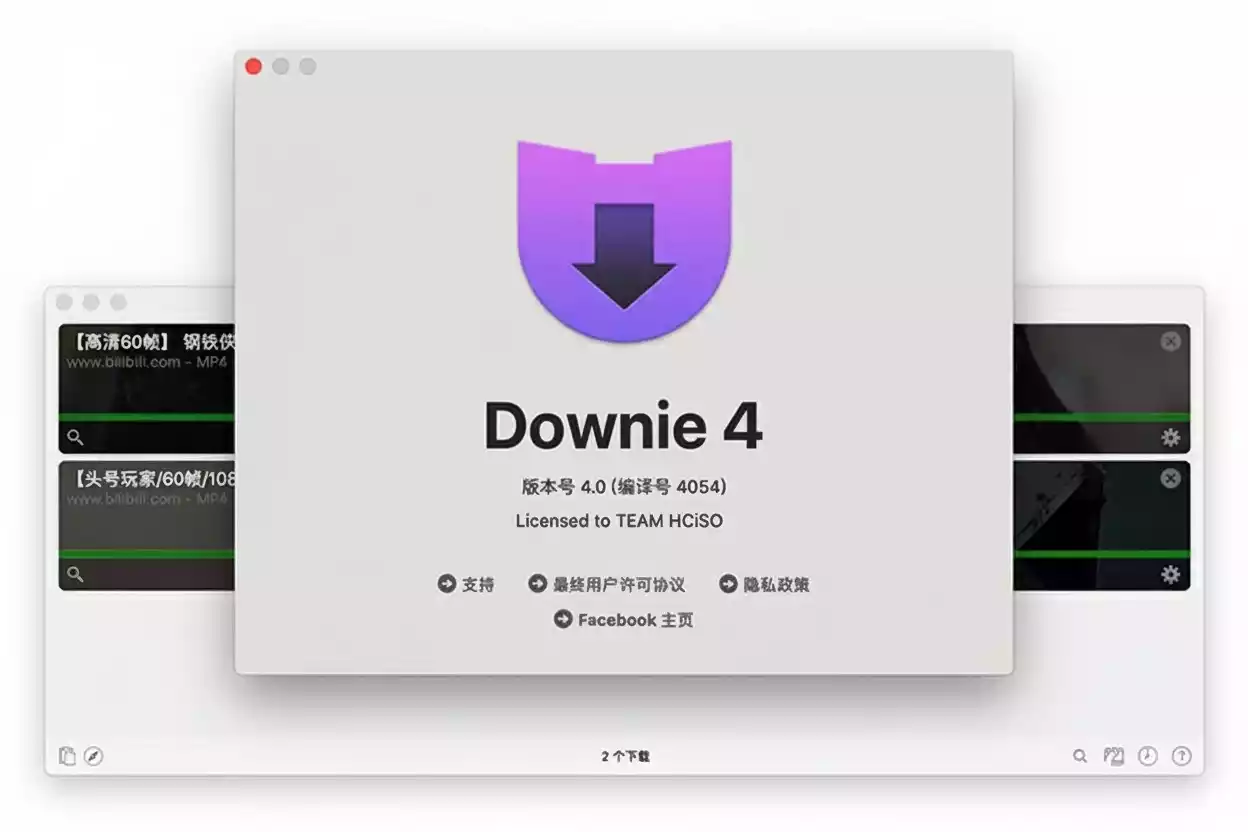 Downie 4
版本号 4.0 (编译号 4054)
Licensed to TEAM HCiSO
支持 最终用户许可协议 隐私政策
Facebook 主页
【高清60帧】 钢铁侠
www.bilibili.com - MP4
【头号玩家/60帧/108
www.bilibili.com - MP4
2 个下载